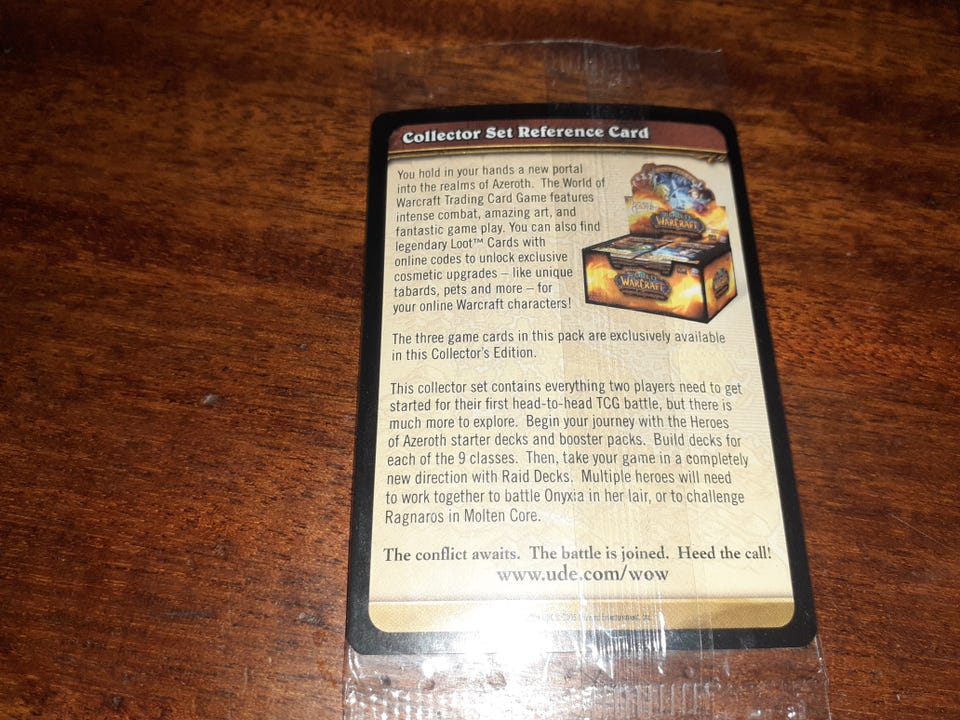 Collector Set Reference Card
You hold in your hands a new portal
into the realms of Azeroth. The World of
Warcraft Trading Card Game features
intense combat, amazing art, and
fantastic game play. You can also find
legendary Loot™ Cards with
online codes to unlock exclusive
cosmetic upgrades – like unique
tabards, pets and more – for
your online Warcraft characters!
WARCRAFT
WARCRAFT
The three game cards in this pack are exclusively available
in this Collector's Edition.
This collector set contains everything two players need to get
started for their first head-to-head TCG battle, but there is
much more to explore. Begin your journey with the Heroes
of Azeroth starter decks and booster packs. Build decks for
each of the 9 classes. Then, take your game in a completely
new direction with Raid Decks. Multiple heroes will need
to work together to battle Onyxia in her lair, or to challenge
Ragnaros in Molten Core.
The conflict awaits. The battle is joined. Heed the call!
www.ude.com/wow